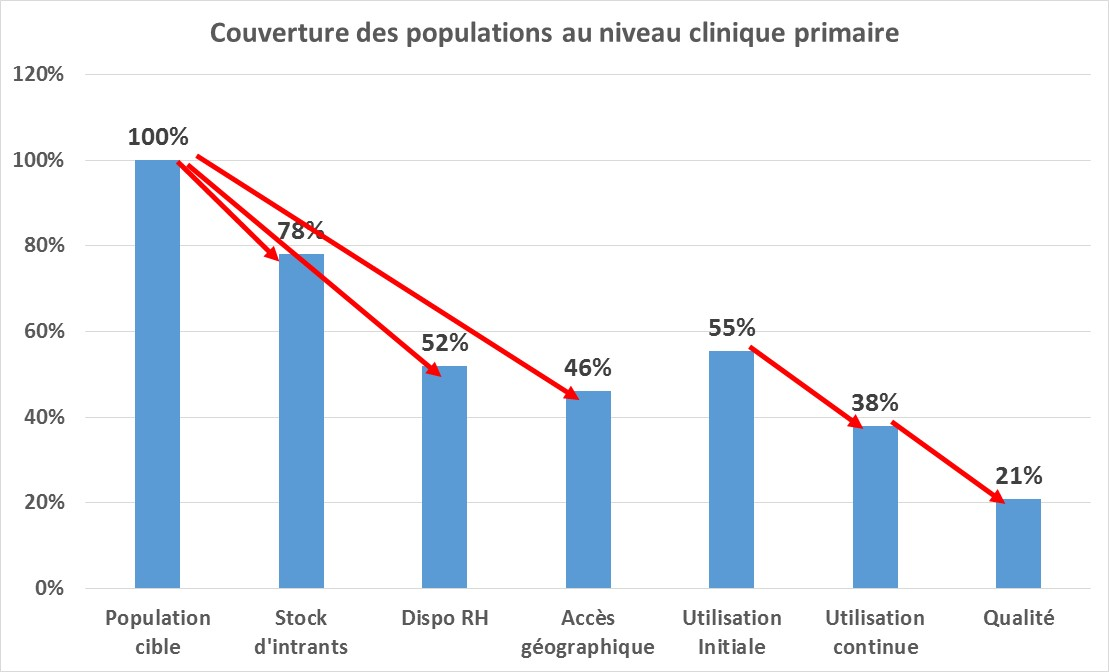 Couverture des populations au niveau clinique primaire
120%
100%
80%
60%
40%
20%
0%
100%
78%
52%
46%
55%
38%
21%
Population
cible
Stock
d'intrants
Dispo RH
Accès
géographique
Utilisation
Initiale
Utilisation
continue
Qualité